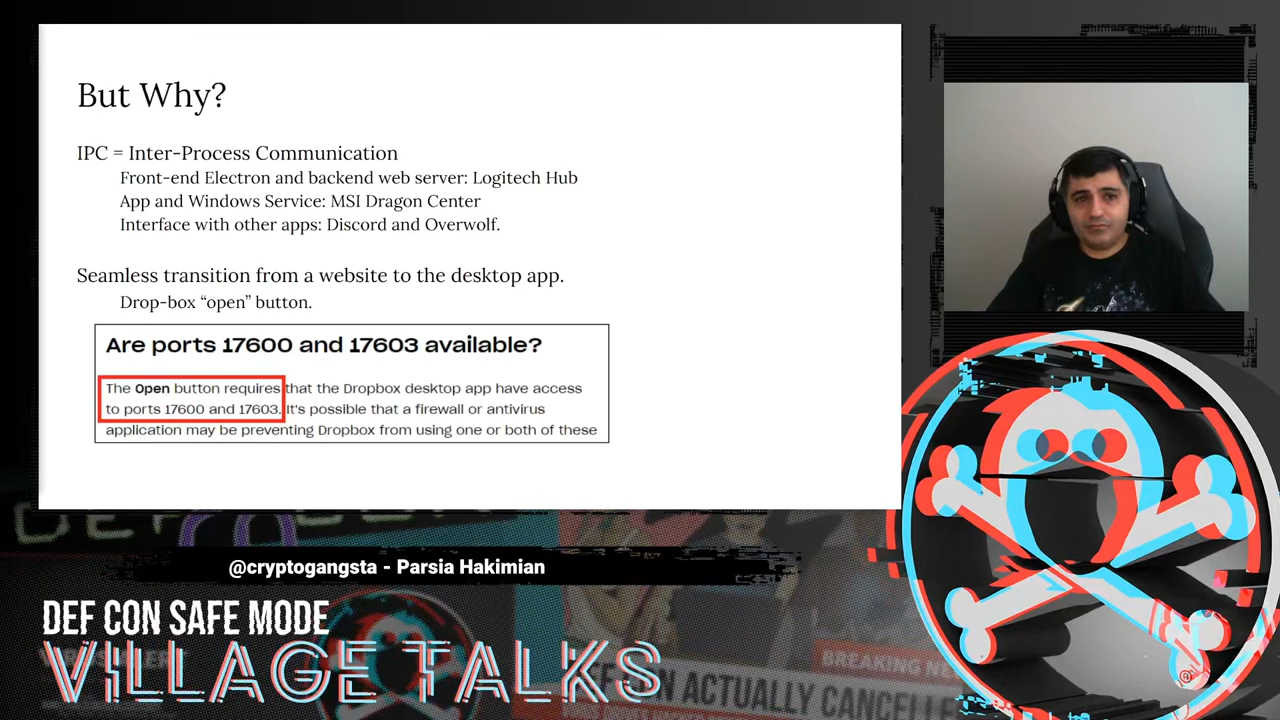 But Why?
IPC = Inter-Process Communication
Front-end Electron and backend web server: Logitech Hub
App and Windows Service: MSI Dragon Center
Interface with other apps: Discord and Overwolf.
Seamless transition from a website to the desktop app.
Drop-box “open” button.
Are ports 17600 and 17603 available?
The Open button requires that the Dropbox desktop app have access
to ports 17600 and 17603. It's possible that a firewall or antivirus
application may be preventing Dropbox from using one or both of these
DEF CON
@cryptogangsta - Parsia Hakimian
DEF CON SAFE MODE
VILLAGE TALKS
BREAKING NE
ACTUALLY CANCELLE
®